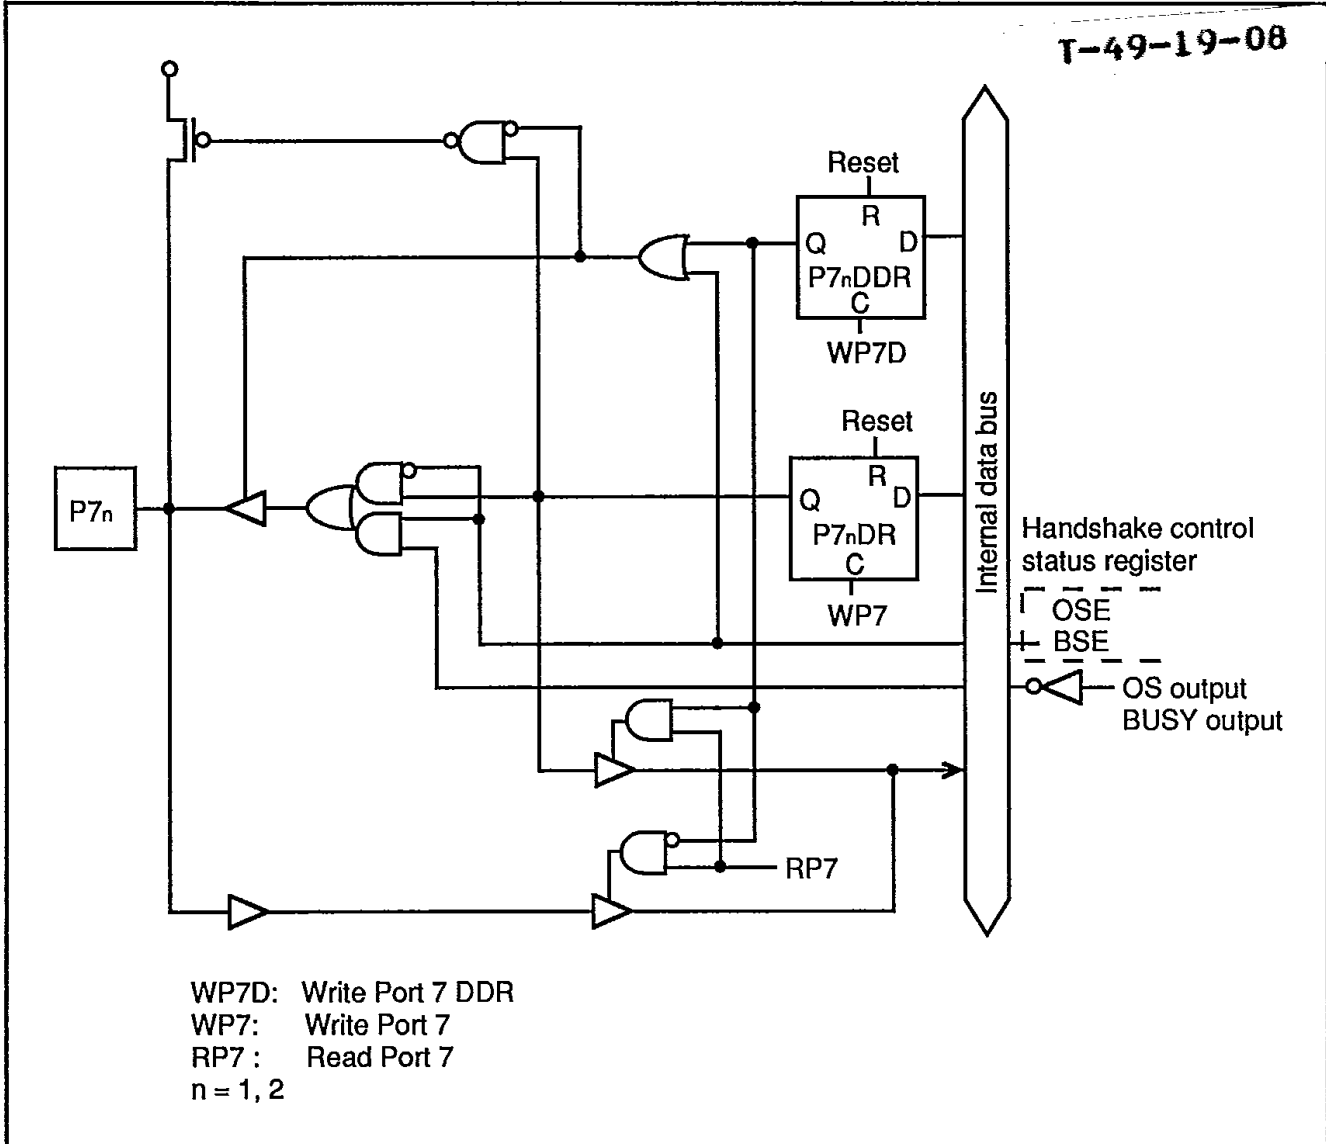 T-49-19-08
Reset
R
Q
D
P7nDDR
C
WP7D
Reset
R
Q
D
P7nDR
C
WP7
P7n
Internal data bus
Handshake control
status register
OSE
BSE
OS output
BUSY output
RP7
WP7D: Write Port 7 DDR
WP7: Write Port 7
RP7 : Read Port 7
n = 1, 2